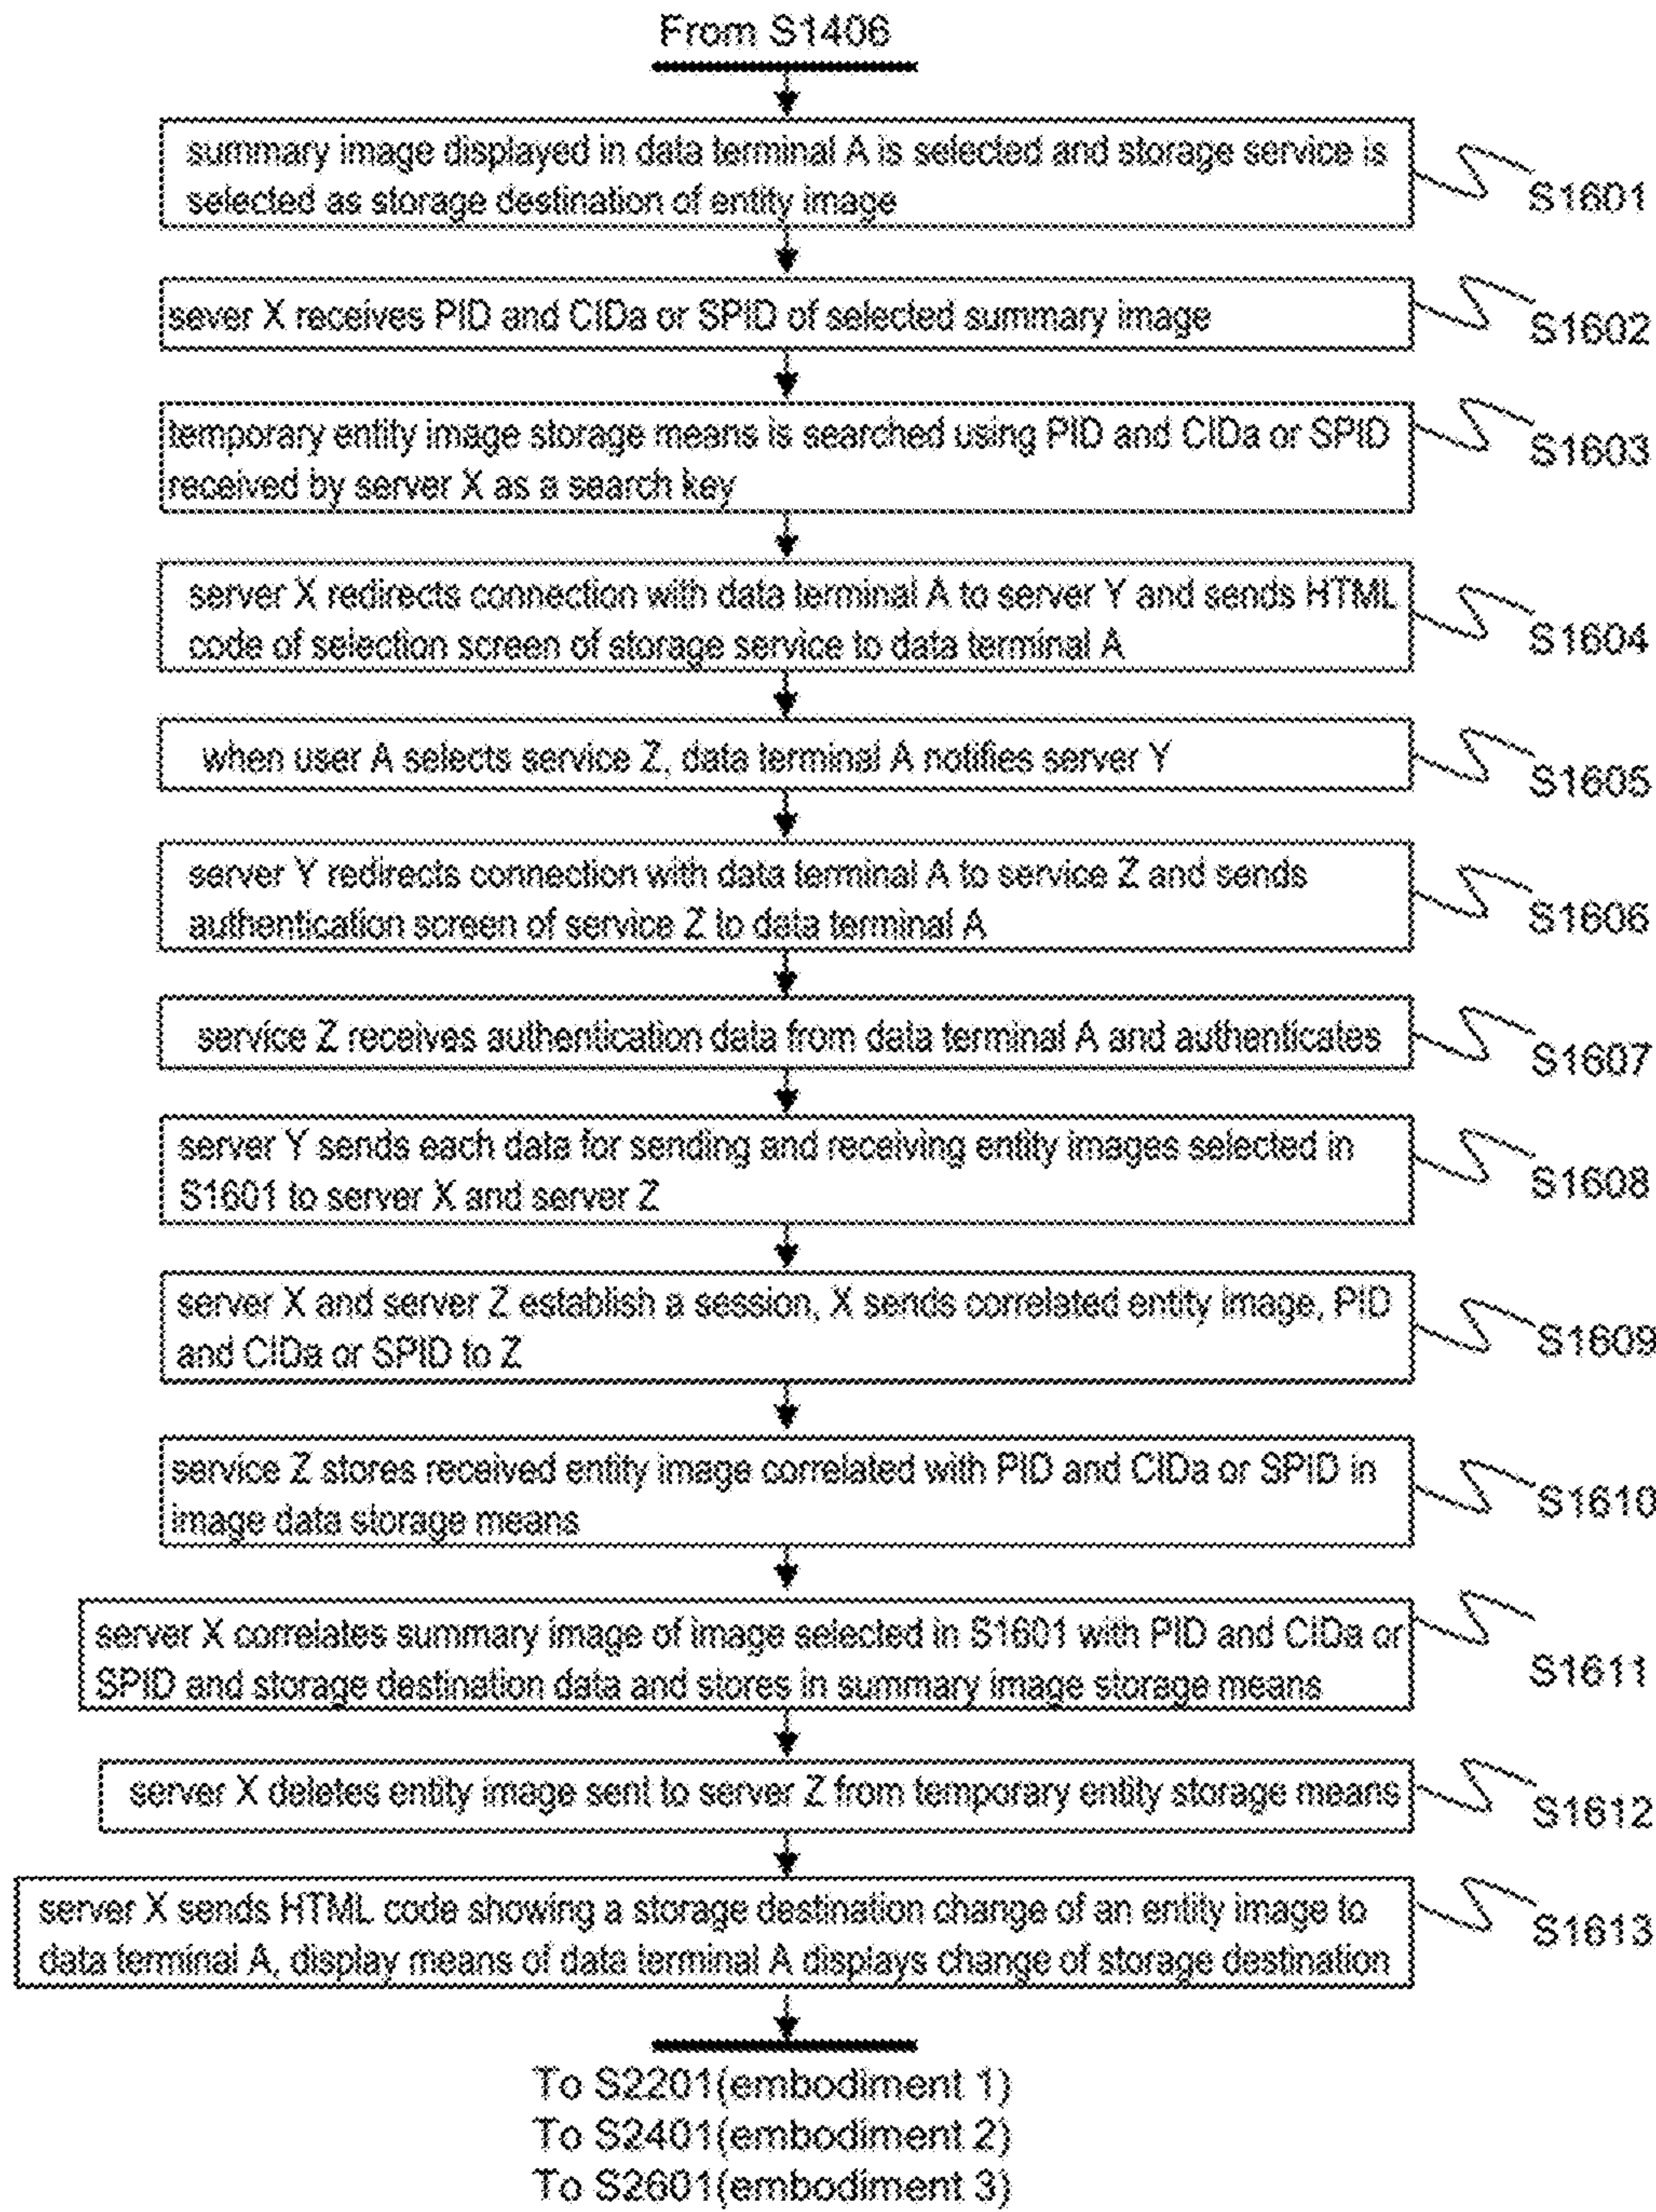 From S1406
summary image displayed in data terminal A is selected and storage service is
selected as storage destination of entity image
S1601
sever X receives PID and CIDa or SPID of selected summary image
S1602
temporary entity image storage means is searched using PID and CIDa or SPID
received by server X as a search key
S1603
server X redirects connection with data terminal A to server Y and sends HTML
code of selection screen of storage service to data terminal A
S1604
when user A selects service Z, data terminal A notifies server Y
S1605
server Y redirects connection with data terminal A to service Z and sends
authentication screen of service Z to data terminal A
S1606
service Z receives authentication data from data terminal A and authenticates
S1607
server Y sends each data for sending and receiving entity images selected in
S1601 to server X and server Z
S1608
server X and server Z establish a session, X sends correlated entity image, PID
and CIDa or SPID to Z
S1609
service Z stores received entity image correlated with PID and CIDa or SPID in
image data storage means
S1610
server X correlates summary image of image selected in S1601 with PID and CIDa or
SPID and storage destination data and stores in summary image storage means
S1611
server X deletes entity image sent to server Z from temporary entity storage means
S1612
server X sends HTML code showing a storage destination change of an entity image to
data terminal A, display means of data terminal A displays change of storage destination
S1613
To S2201(embodiment 1)
To S2401(embodiment 2)
To S2601(embodiment 3)